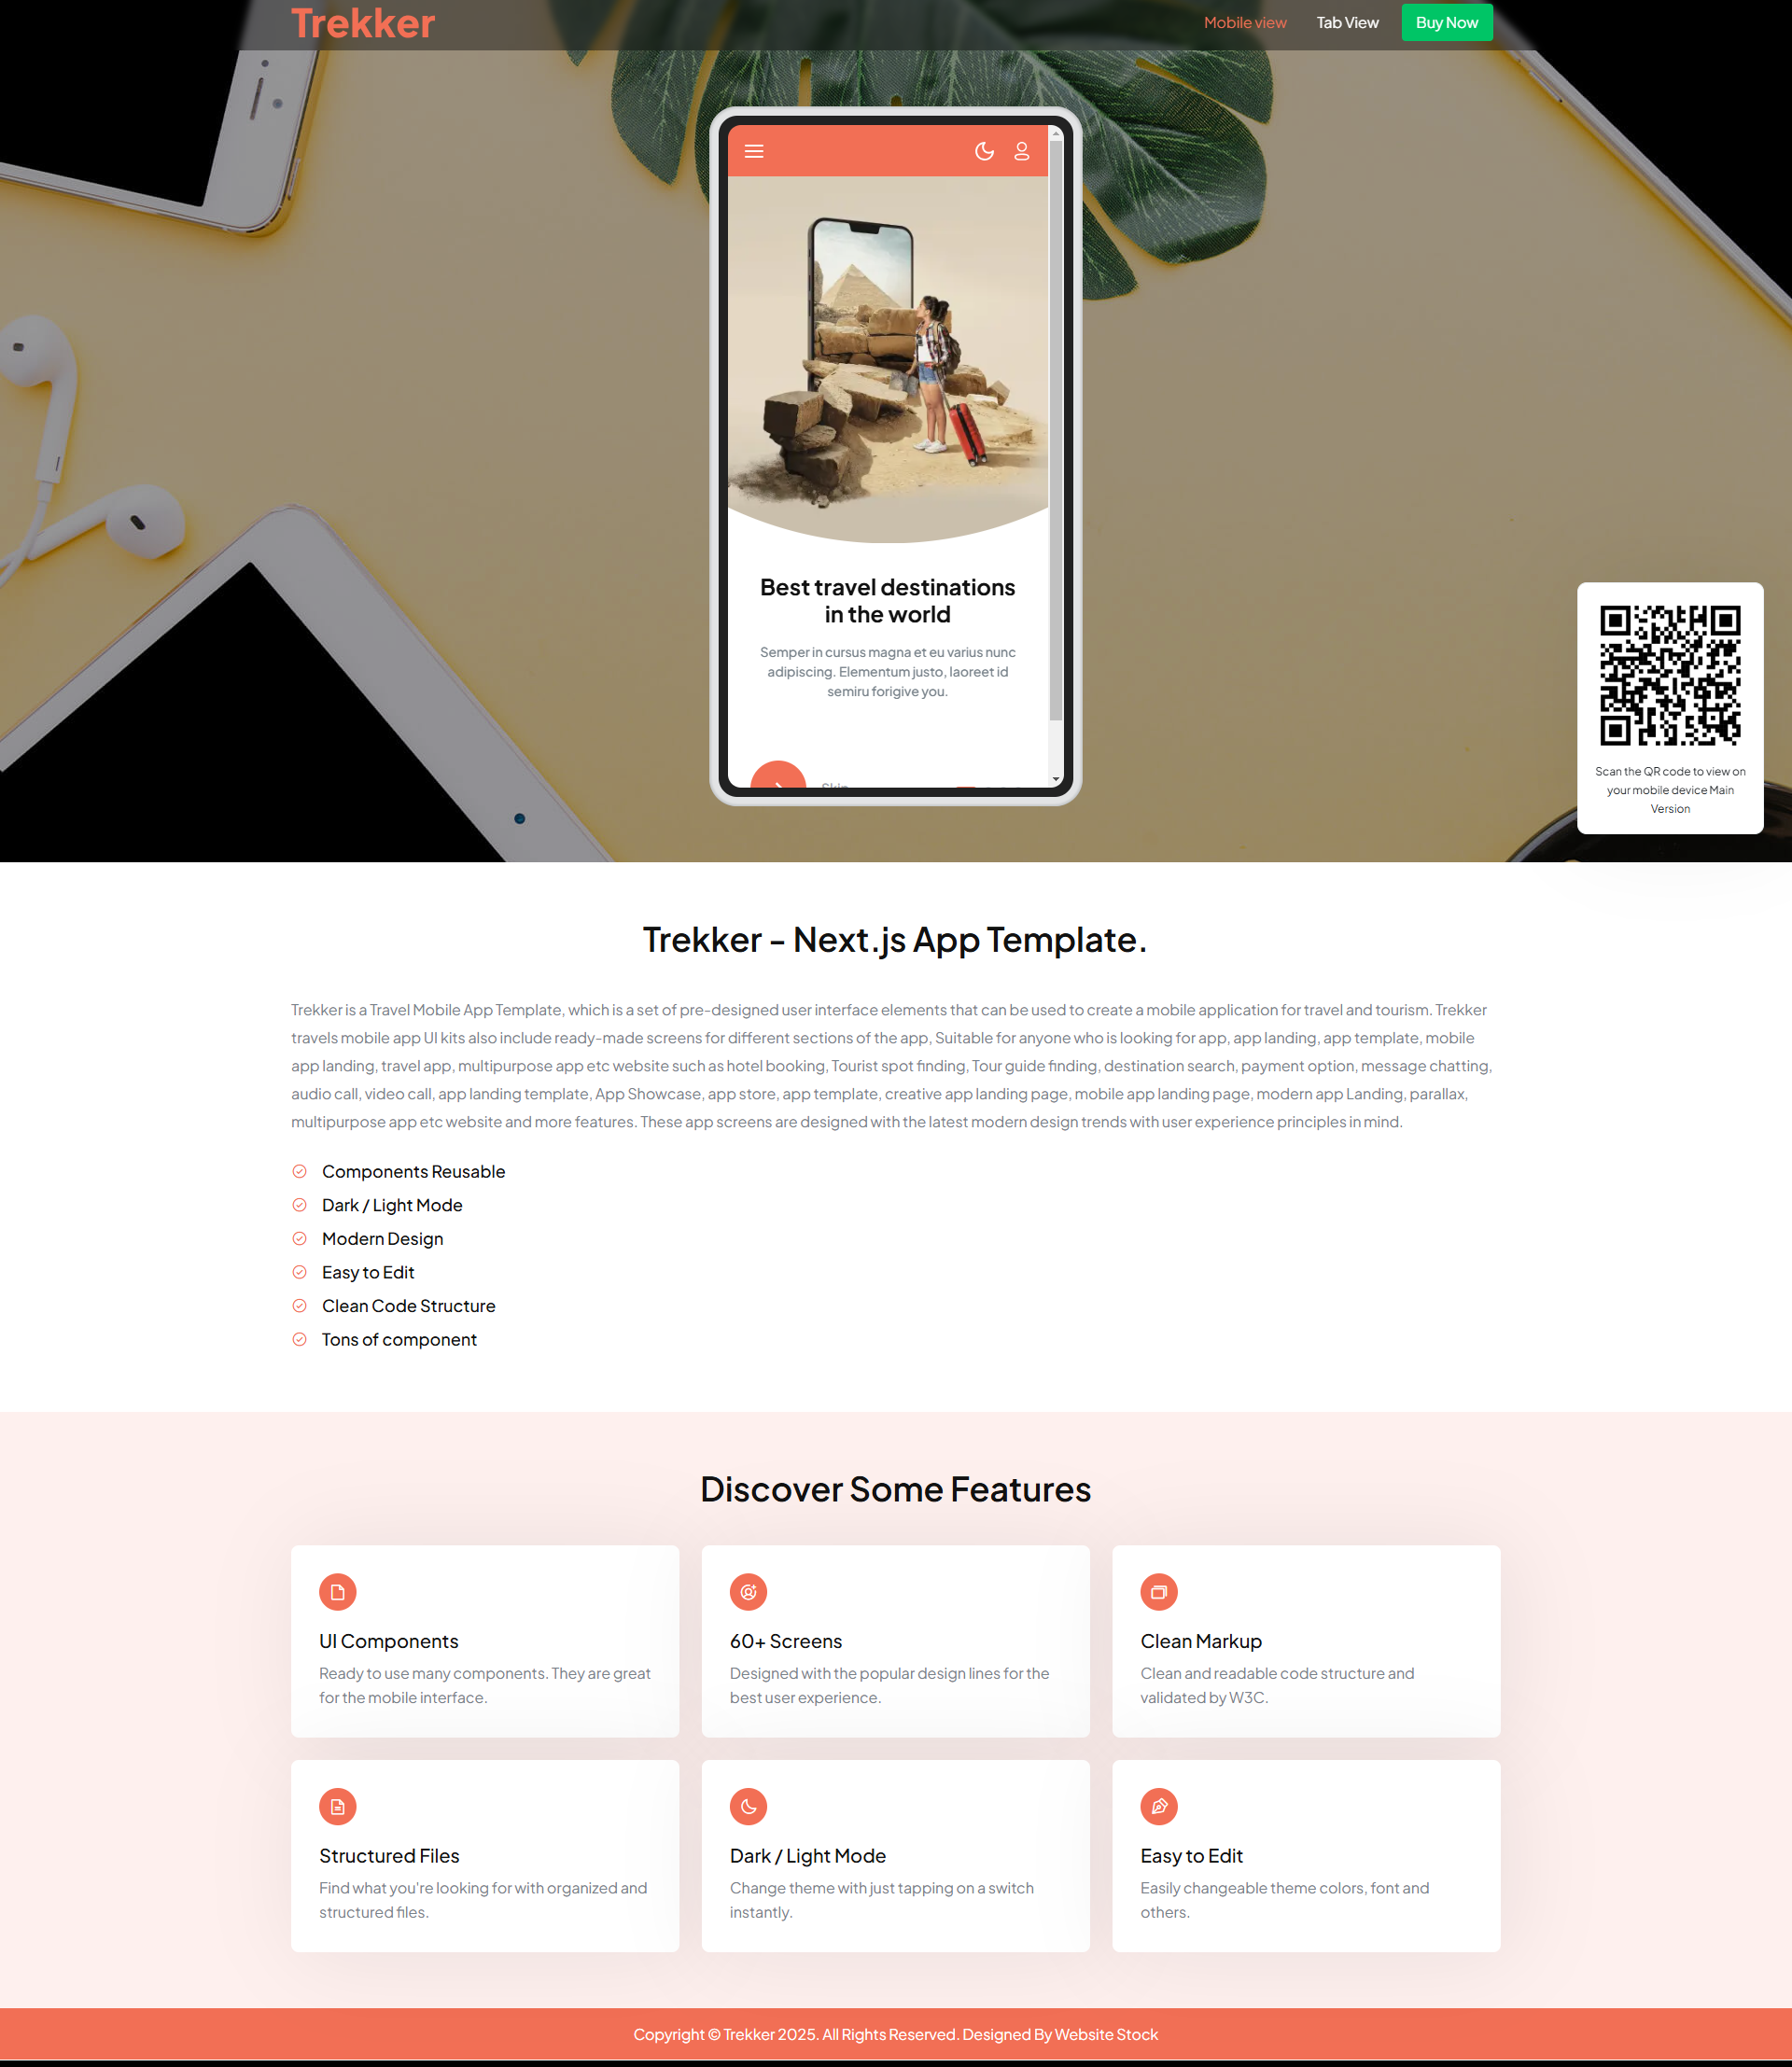 Trekker
Mobile view
Tab View
Buy Now
Best travel destinations
in the world
Semper in cursus magna et eu varius nunc
adipiscing. Elementum justo, laoreet id
semiru forigive you.
Skip
Scan the QR code to view on
your mobile device Main
Version
Trekker - Next.js App Template.
Trekker is a Travel Mobile App Template, which is a set of pre-designed user interface elements that can be used to create a mobile application for travel and tourism. Trekker
travels mobile app UI kits also include ready-made screens for different sections of the app, Suitable for anyone who is looking for app, app landing, app template, mobile
app landing, travel app, multipurpose app etc website such as hotel booking, Tourist spot finding, Tour guide finding, destination search, payment option, message chatting,
audio call, video call, app landing template, App Showcase, app store, app template, creative app landing page, mobile app landing page, modern app Landing, parallax,
multipurpose app etc website and more features. These app screens are designed with the latest modern design trends with user experience principles in mind.
Components Reusable
Dark / Light Mode
Modern Design
Easy to Edit
Clean Code Structure
Tons of component
Discover Some Features
UI Components
Ready to use many components. They are great
for the mobile interface.
60+ Screens
Designed with the popular design lines for the
best user experience.
Clean Markup
Clean and readable code structure and
validated by W3C.
Structured Files
Find what you're looking for with organized and
structured files.
Dark / Light Mode
Change theme with just tapping on a switch
instantly.
Easy to Edit
Easily changeable theme colors, font and
others.
Copyright © Trekker 2025. All Rights Reserved. Designed By Website Stock